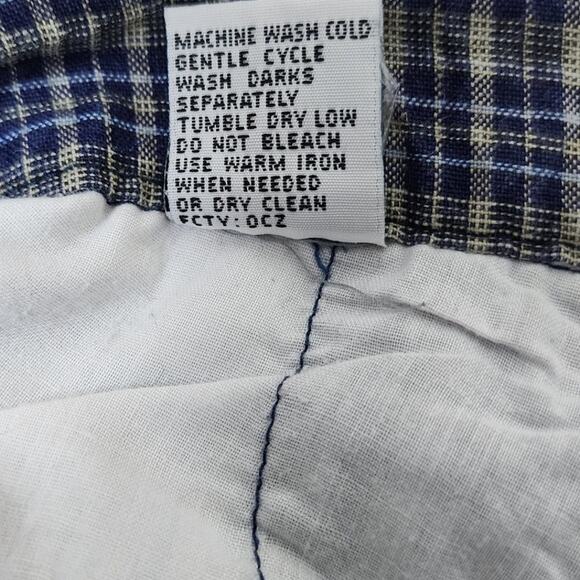 MACHINE WASH COLD
GENTLE CYCLE
WASH DARKS
SEPARATELY
TUMBLE DRY LOW
DO NOT BLEACH
USE WARM IRON
WHEN NEEDED
OR DRY CLEAN
FCTY:OCZ